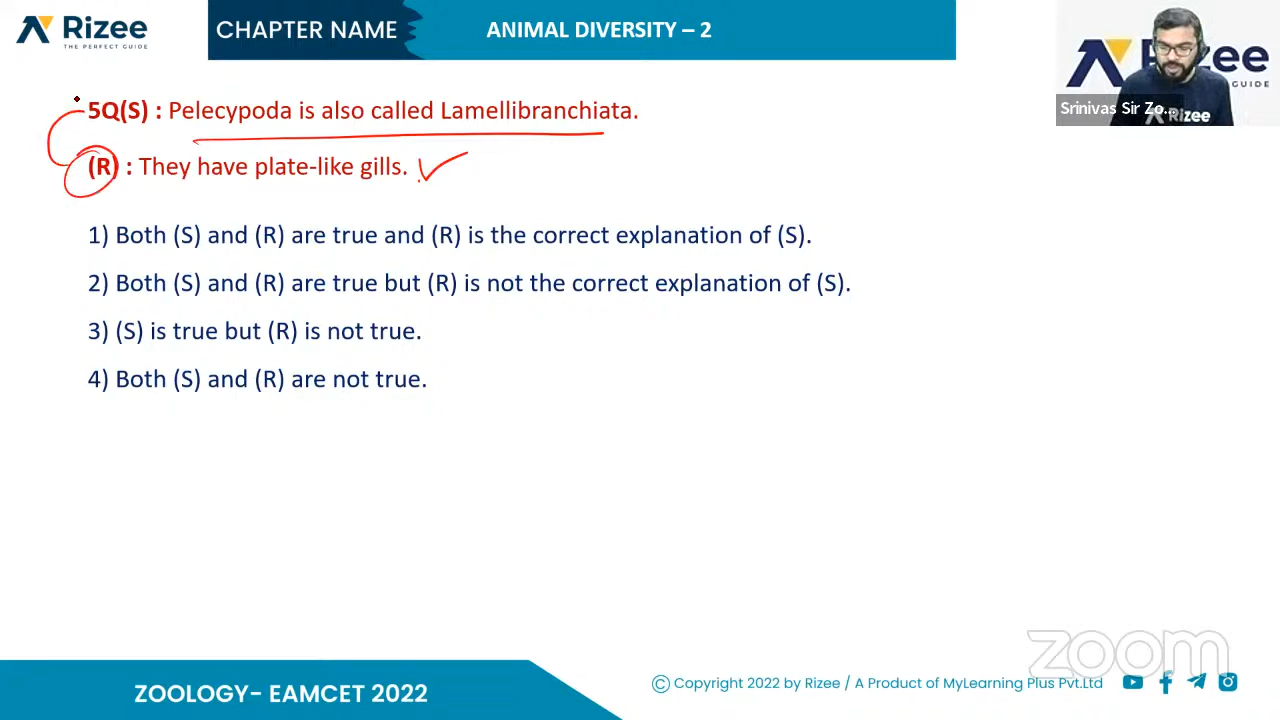 Rizee
THE PERFECT GUIDE
CHAPTER NAME
ANIMAL DIVERSITY – 2
Rizee
GUIDE
Srinivas Sir Zo...
Rizee
5Q(S) : Pelecypoda is also called Lamellibranchiata.
(R) : They have plate-like gills.
1) Both (S) and (R) are true and (R) is the correct explanation of (S).
2) Both (S) and (R) are true but (R) is not the correct explanation of (S).
3) (S) is true but (R) is not true.
4) Both (S) and (R) are not true.
zoom
ZOOLOGY- EAMCET 2022
© Copyright 2022 by Rizee / A Product of MyLearning Plus Pvt.Ltd